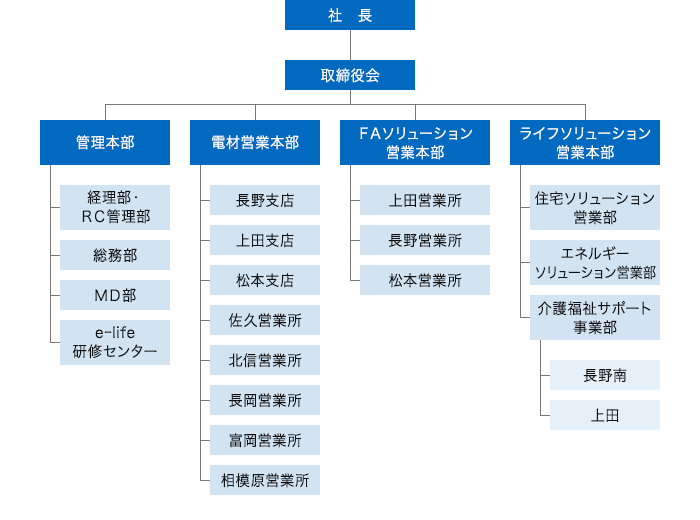 社　長
取締役会
管理本部
経理部・
ＲＣ管理部
総務部
ＭＤ部
e-life
研修センター
電材営業本部
長野支店
上田支店
松本支店
佐久営業所
北信営業所
長岡営業所
富岡営業所
相模原営業所
ＦＡソリューション
営業本部
上田営業所
長野営業所
松本営業所
ライフソリューション
営業本部
住宅ソリューション
営業部
エネルギー
ソリューション営業部
介護福祉サポート
事業部
長野南
上田